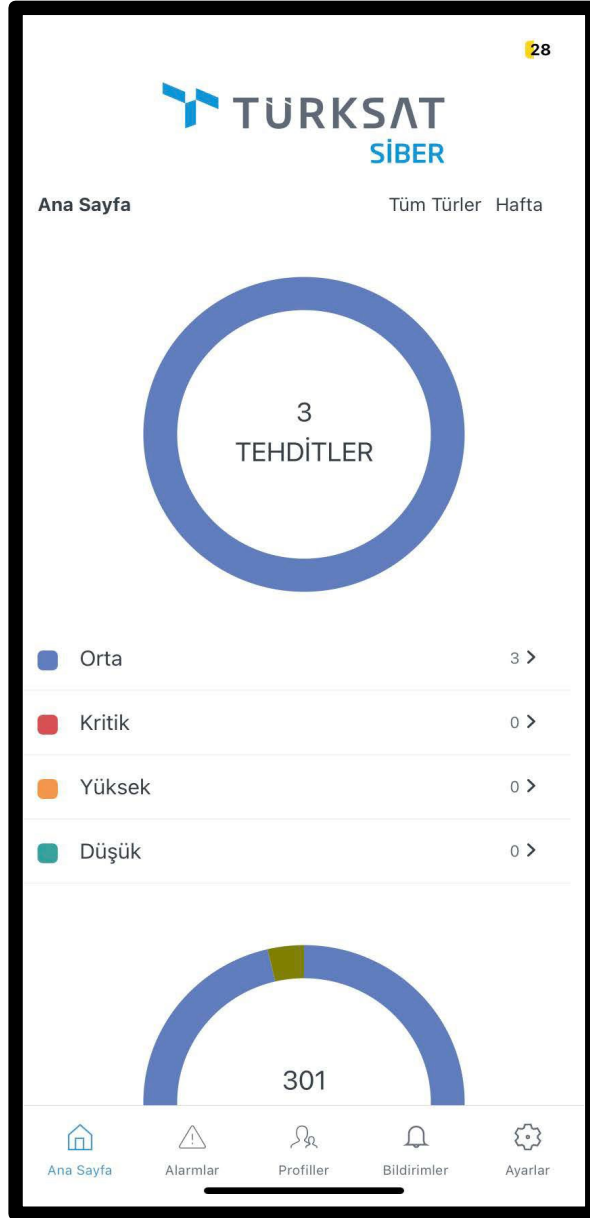 28
TÜRKSAT
SİBER
Ana Sayfa Tüm Türler Hafta
3
TEHDİTLER
Orta 3
Kritik 0
Yüksek 0
Düşük 0
301
Ana Sayfa Alarmlar Profiller Bildirimler Ayarlar